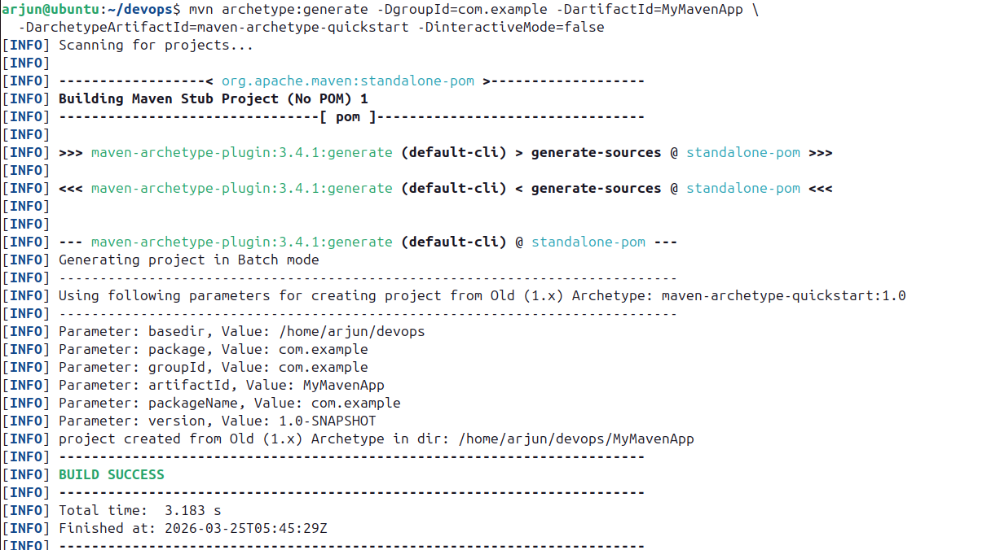 arjun@ubuntu:~/devops$ mvn archetype:generate -DgroupId=com.example -DartifactId=MyMavenApp \
  -DarchetypeArtifactId=maven-archetype-quickstart -DinteractiveMode=false
[INFO] Scanning for projects...
[INFO]
[INFO] ------------------< org.apache.maven:standalone-pom >-------------------
[INFO] Building Maven Stub Project (No POM) 1
[INFO] --------------------------------[ pom ]---------------------------------
[INFO]
[INFO] >>> maven-archetype-plugin:3.4.1:generate (default-cli) > generate-sources @ standalone-pom >>>
[INFO]
[INFO] <<< maven-archetype-plugin:3.4.1:generate (default-cli) < generate-sources @ standalone-pom <<<
[INFO]
[INFO]
[INFO] --- maven-archetype-plugin:3.4.1:generate (default-cli) @ standalone-pom ---
[INFO] Generating project in Batch mode
[INFO] ----------------------------------------------------------------------------
[INFO] Using following parameters for creating project from Old (1.x) Archetype: maven-archetype-quickstart:1.0
[INFO] ----------------------------------------------------------------------------
[INFO] Parameter: basedir, Value: /home/arjun/devops
[INFO] Parameter: package, Value: com.example
[INFO] Parameter: groupId, Value: com.example
[INFO] Parameter: artifactId, Value: MyMavenApp
[INFO] Parameter: packageName, Value: com.example
[INFO] Parameter: version, Value: 1.0-SNAPSHOT
[INFO] project created from Old (1.x) Archetype in dir: /home/arjun/devops/MyMavenApp
[INFO] ------------------------------------------------------------------------
[INFO] BUILD SUCCESS
[INFO] ------------------------------------------------------------------------
[INFO] Total time:  3.183 s
[INFO] Finished at: 2026-03-25T05:45:29Z
[INFO] ------------------------------------------------------------------------